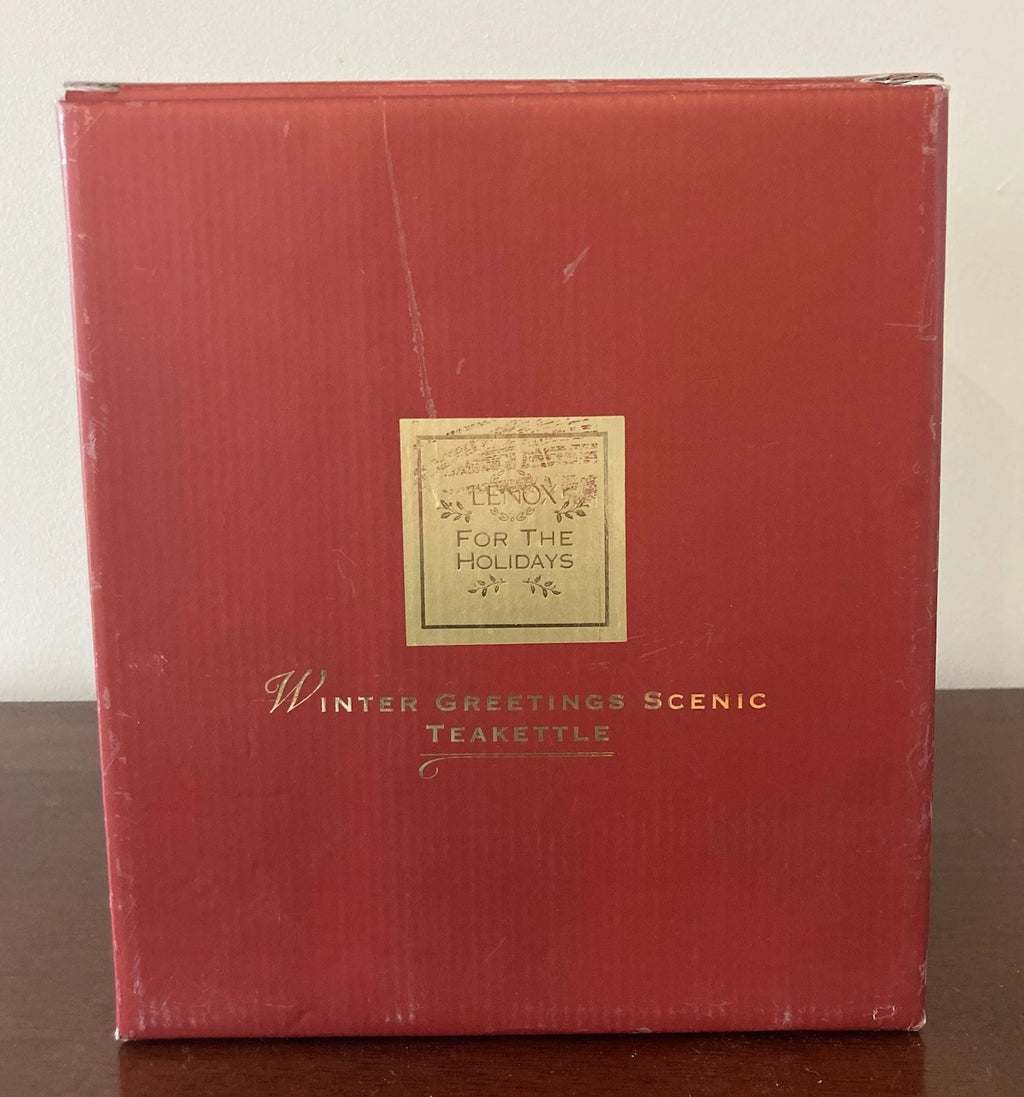 LENOX
FOR THE
HOLIDAYS
WINTER GREETINGS SCENIC
TEAKETTLE